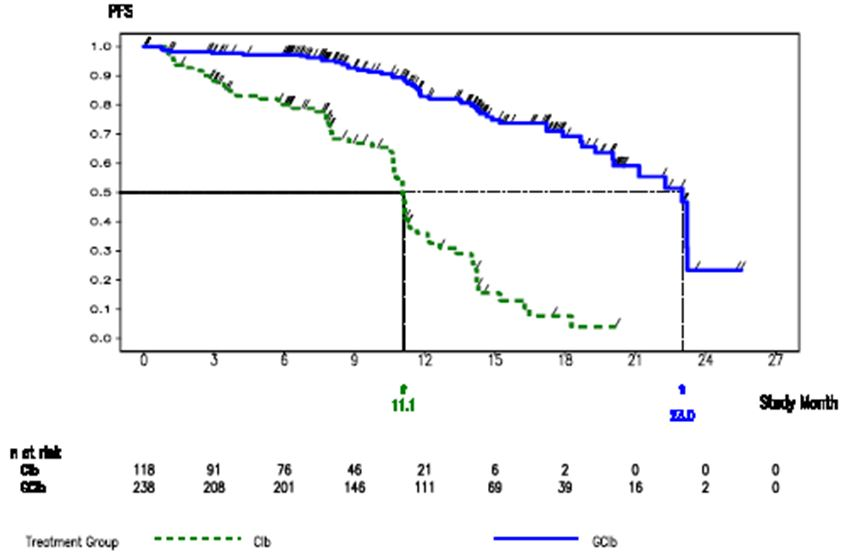 PFS
1.0
0.9
0.8
0.7
0.6
0.5
0.4
0.3
0.2
0.1
0.0
0 3 6 9 12 15 18 21 24 27
11.1 23.0
Study Month
n at risk
Clb 118 91 76 46 21 6 2 0 0 0
GClb 238 208 201 146 111 69 39 16 2 0
Treatment Group Clb GClb